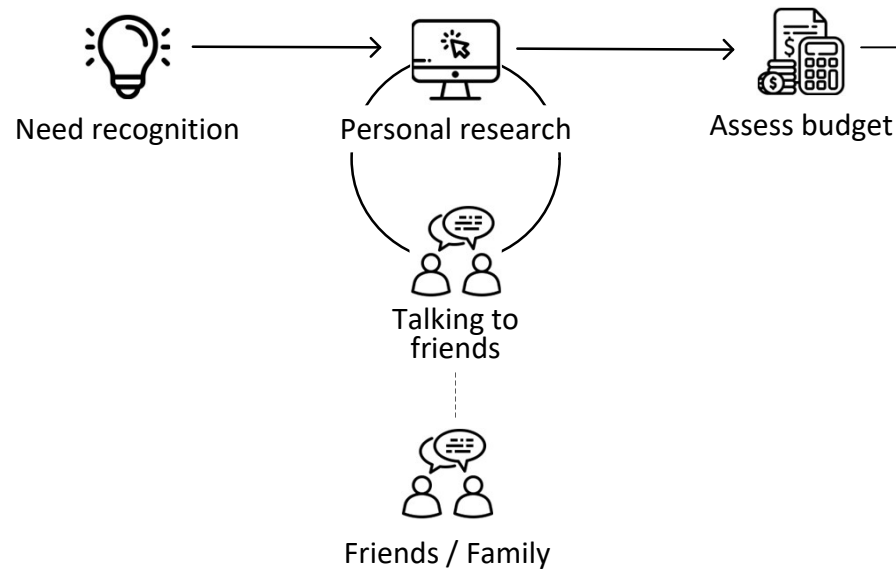 Need recognition
Personal research
Assess budget
Talking to
friends
Friends / Family